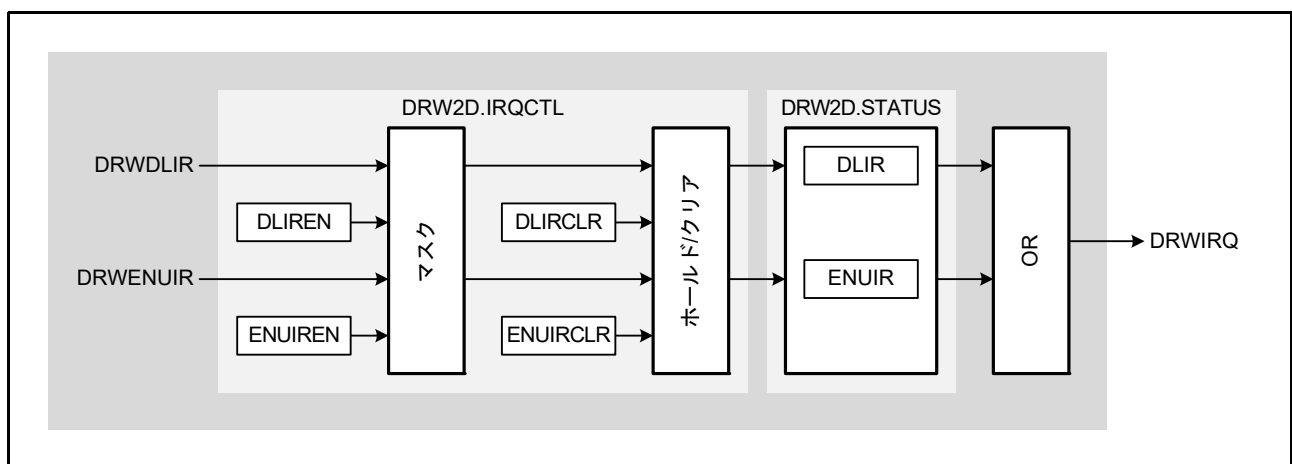 DRW2D.IRQCTL
DRW2D.STATUS
DRWDLIR
DLIR
DLIREN
DLIRCLR
マスク
ホールド/クリア
OR
DRWIRQ
DRWENUIR
ENUIR
ENUIREN
ENUIRCLR